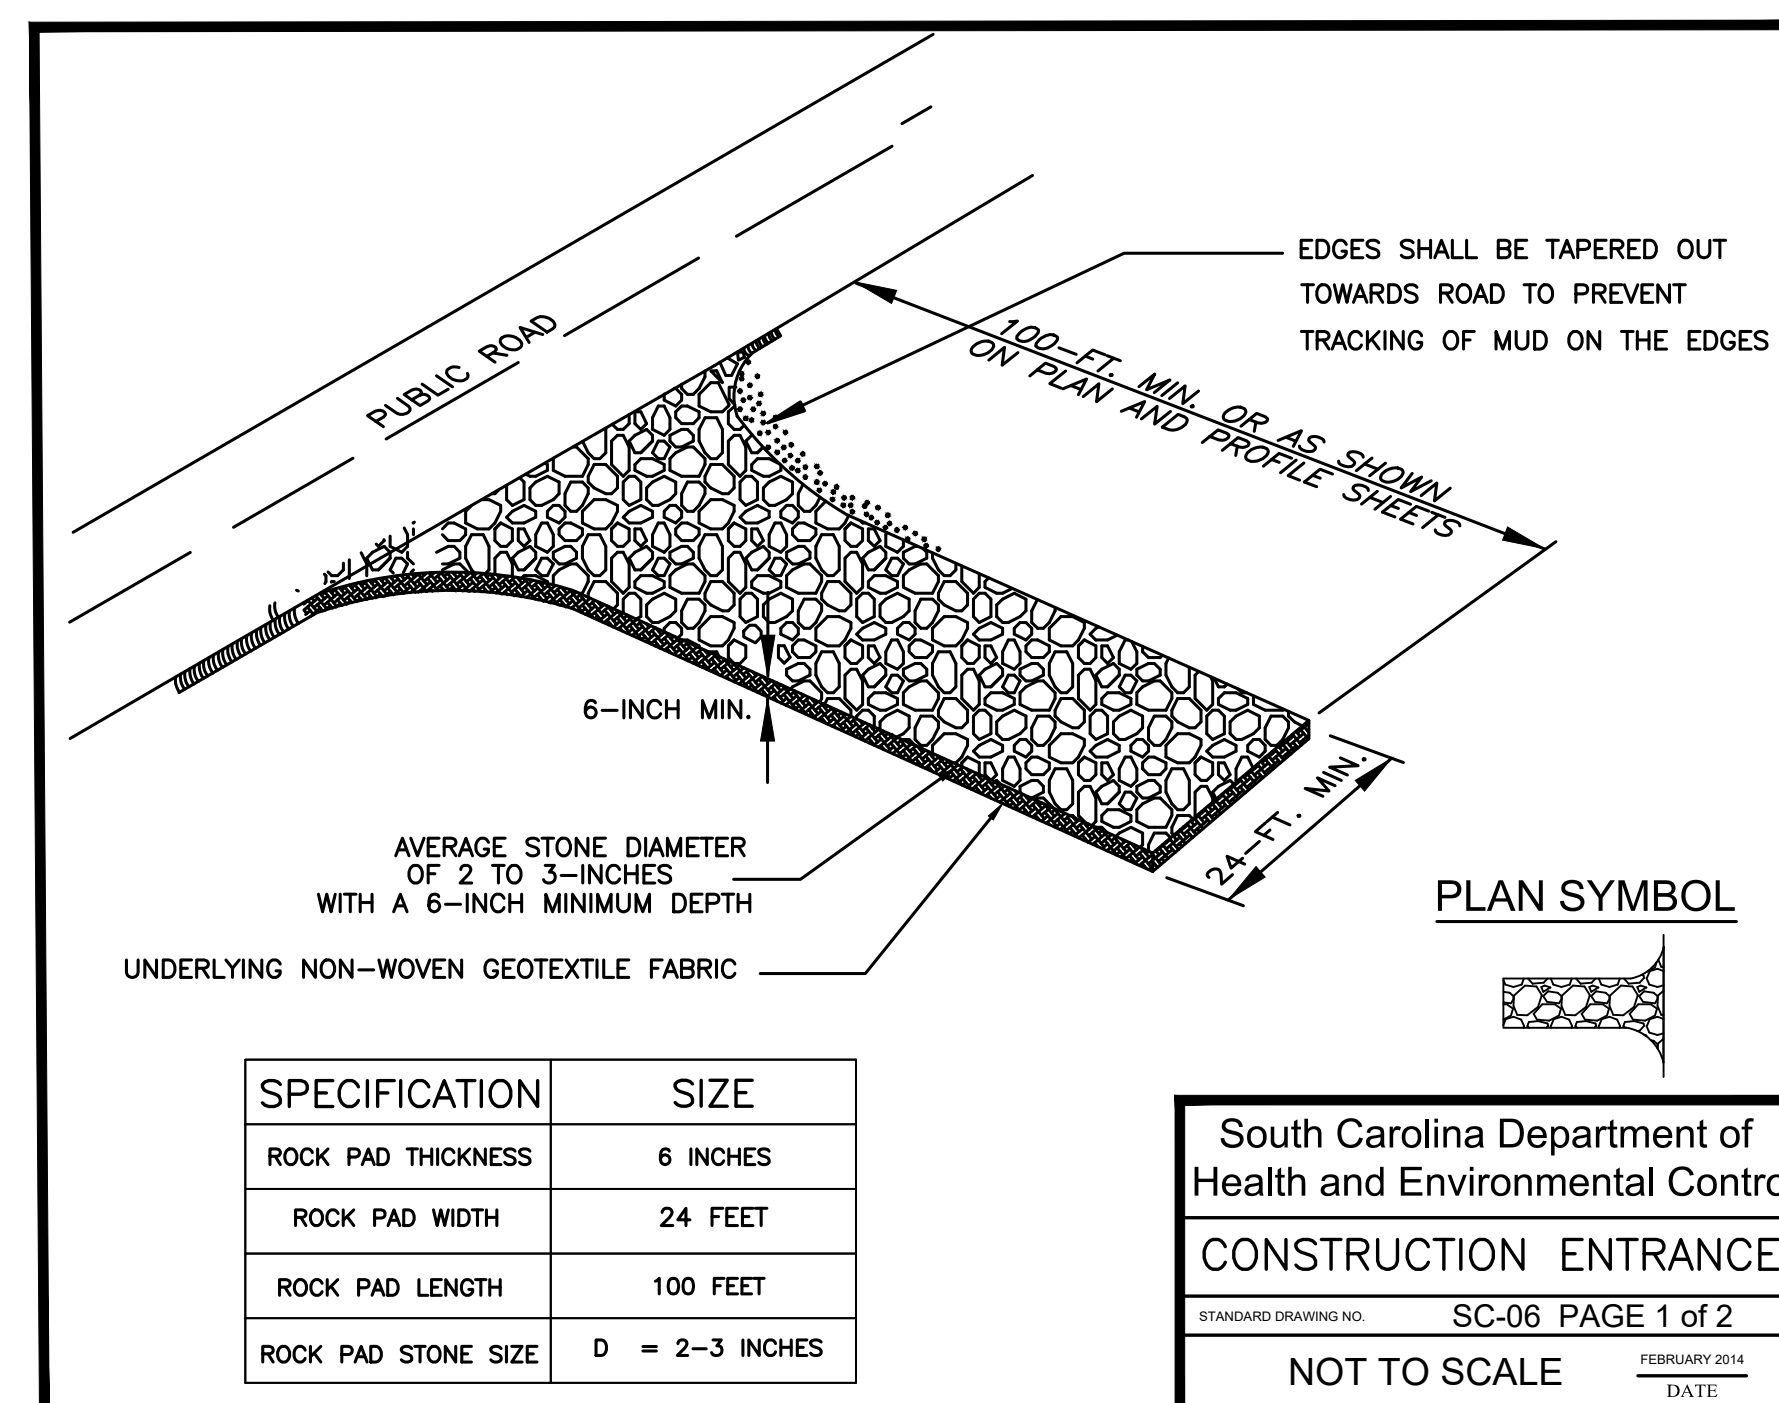 PUBLIC ROAD
EDGES SHALL BE TAPERED OUT
TOWARDS ROAD TO PREVENT
TRACKING OF MUD ON THE EDGES
100-FT. MIN. OR AS SHOWN
ON PLAN AND PROFILE SHEETS
6-INCH MIN.
24-FT. MIN.
AVERAGE STONE DIAMETER
OF 2 TO 3-INCHES
WITH A 6-INCH MINIMUM DEPTH
UNDERLYING NON-WOVEN GEOTEXTILE FABRIC
PLAN SYMBOL
SPECIFICATION SIZE
ROCK PAD THICKNESS 6 INCHES
ROCK PAD WIDTH 24 FEET
ROCK PAD LENGTH 100 FEET
ROCK PAD STONE SIZE D = 2-3 INCHES
South Carolina Department of
Health and Environmental Contro
CONSTRUCTION ENTRANCE
STANDARD DRAWING NO. SC-06 PAGE 1 of 2
NOT TO SCALE FEBRUARY 2014
DATE